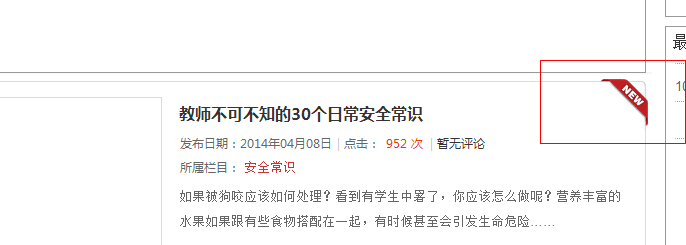 最
10
NEW
教师不可不知的30个日常安全常识
发布日期：2014年04月08日 | 点击： 952 次 | 暂无评论
所属栏目： 安全常识
如果被狗咬应该如何处理？看到有学生中暑了，你应该怎么做呢？营养丰富的
水果如果跟有些食物搭配在一起，有时候甚至会引发生命危险……